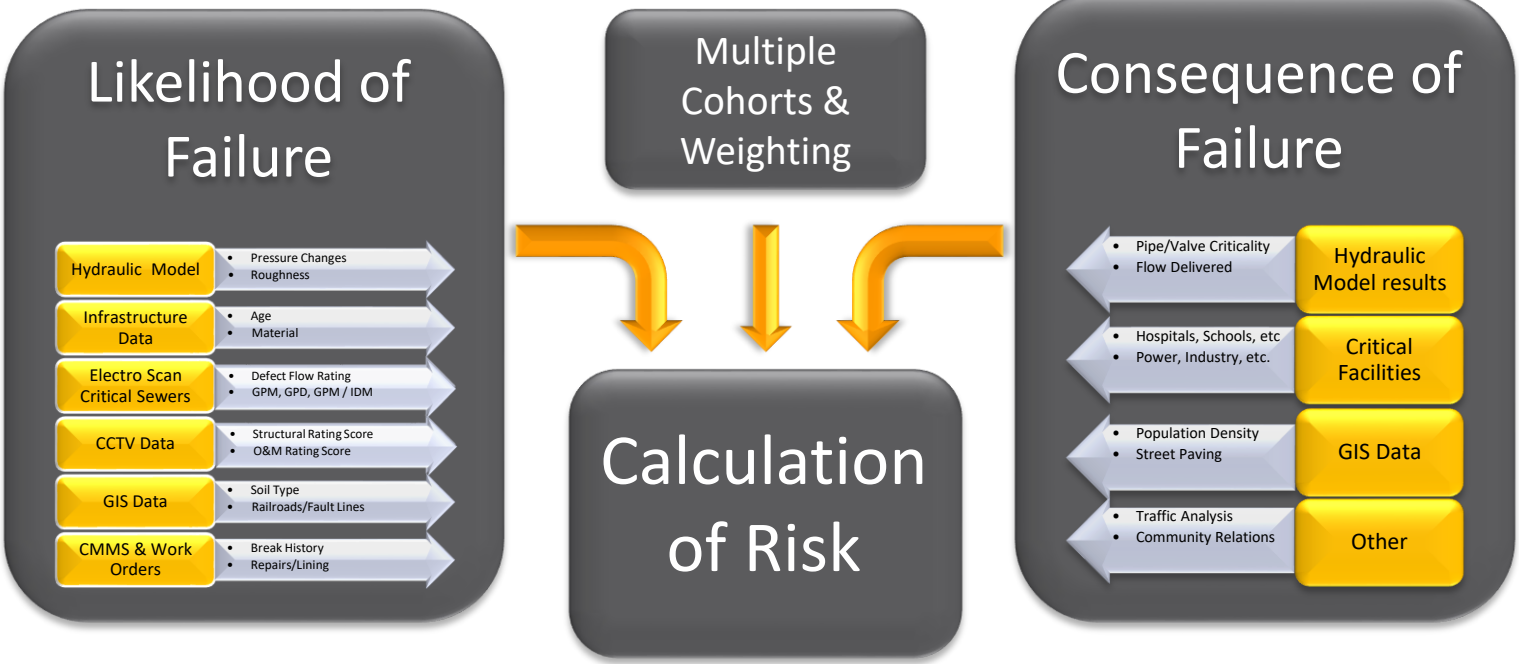 Likelihood of
Failure
Hydraulic Model
• Pressure Changes
• Roughness
Infrastructure
Data
• Age
• Material
Electro Scan
Critical Sewers
• Defect Flow Rating
• GPM, GPD, GPM / IDM
CCTV Data
• Structural Rating Score
• O&M Rating Score
GIS Data
• Soil Type
• Railroads/Fault Lines
CMMS & Work
Orders
• Break History
• Repairs/Lining
Multiple
Cohorts &
Weighting
Calculation
of Risk
Consequence of
Failure
• Pipe/Valve Criticality
• Flow Delivered
Hydraulic
Model results
• Hospitals, Schools, etc
• Power, Industry, etc.
Critical
Facilities
• Population Density
• Street Paving
GIS Data
• Traffic Analysis
• Community Relations
Other